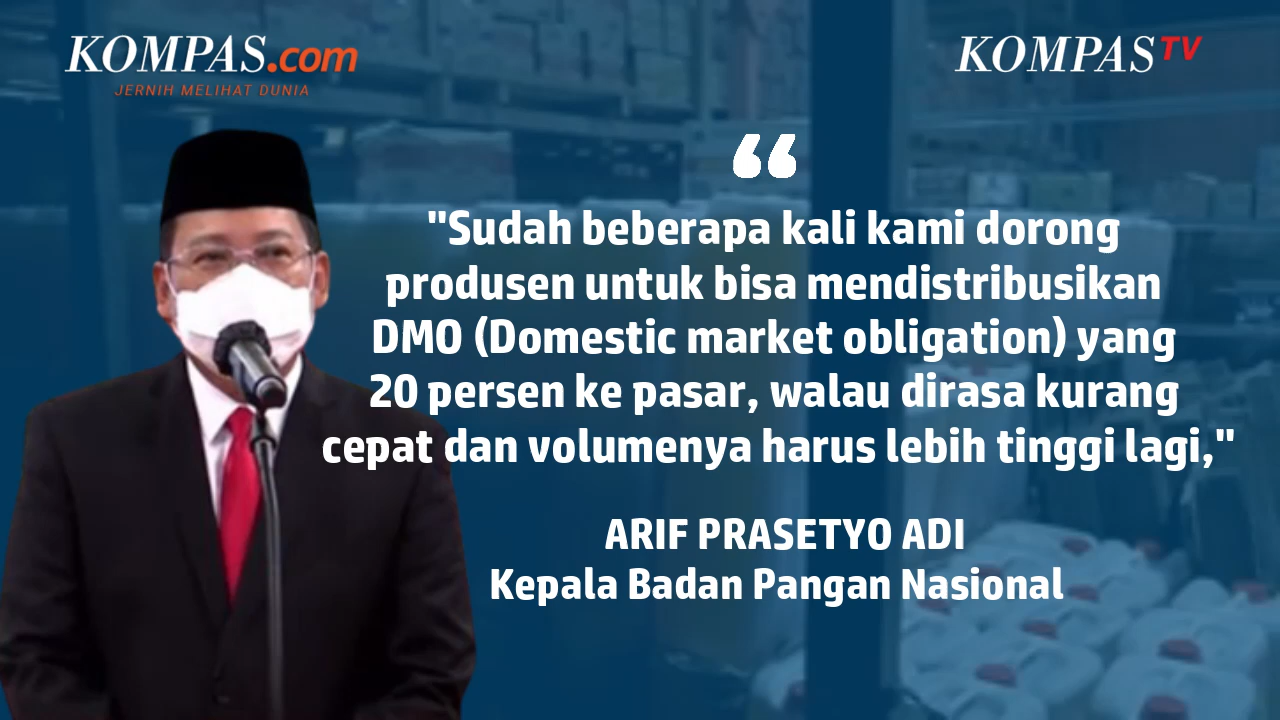 KOMPAS.com
JERNIH MELIHAT DUNIA
KOMPAS TV
“
"Sudah beberapa kali kami dorong
produsen untuk bisa mendistribusikan
DMO (Domestic market obligation) yang
20 persen ke pasar, walau dirasa kurang
cepat dan volumenya harus lebih tinggi lagi,"
ARIF PRASETYO ADI
Kepala Badan Pangan Nasional